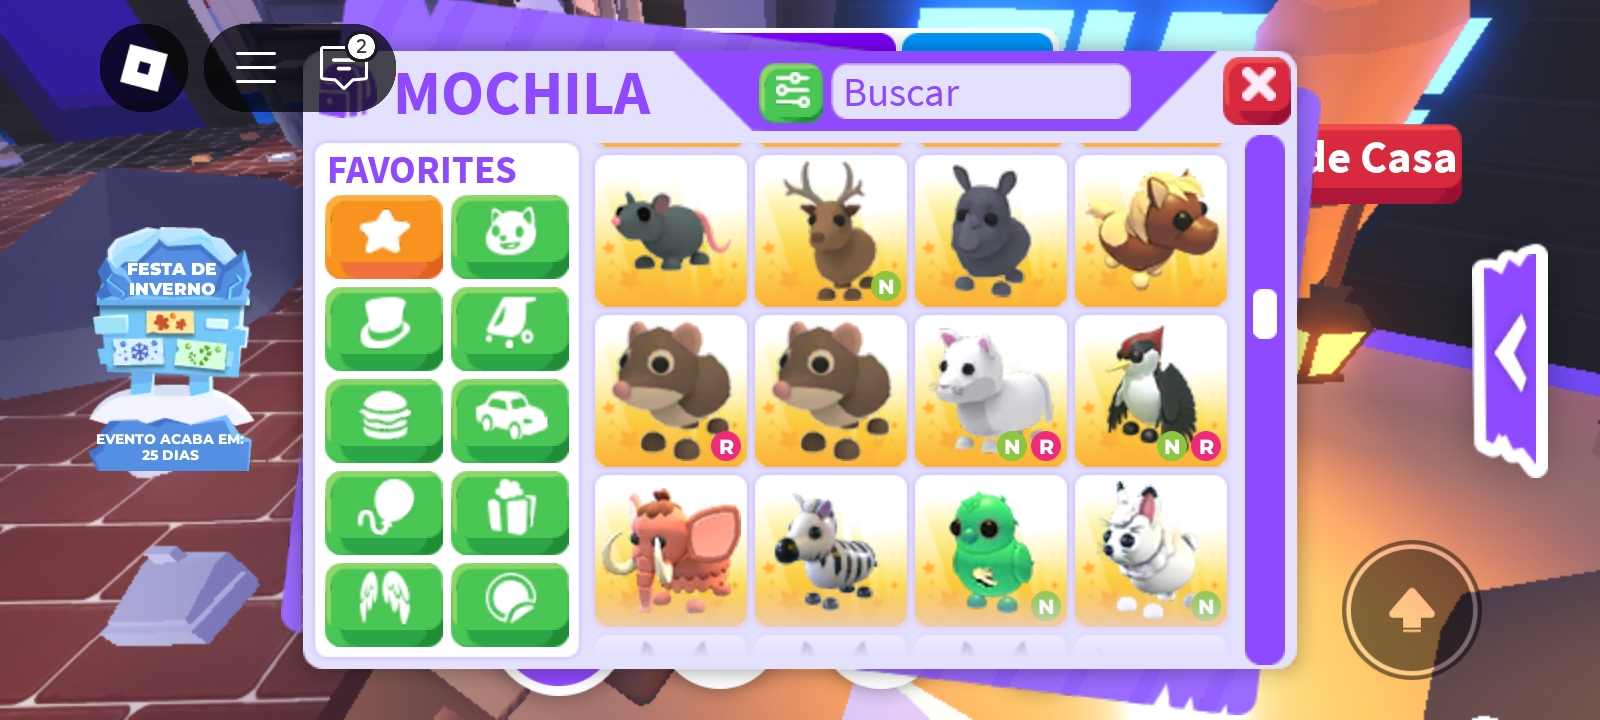 2
MOCHILA
Buscar
FAVORITES
de Casa
FESTA DE
INVERNO
EVENTO ACABA EM:
25 DIAS
N
R
N R
N R
N
N